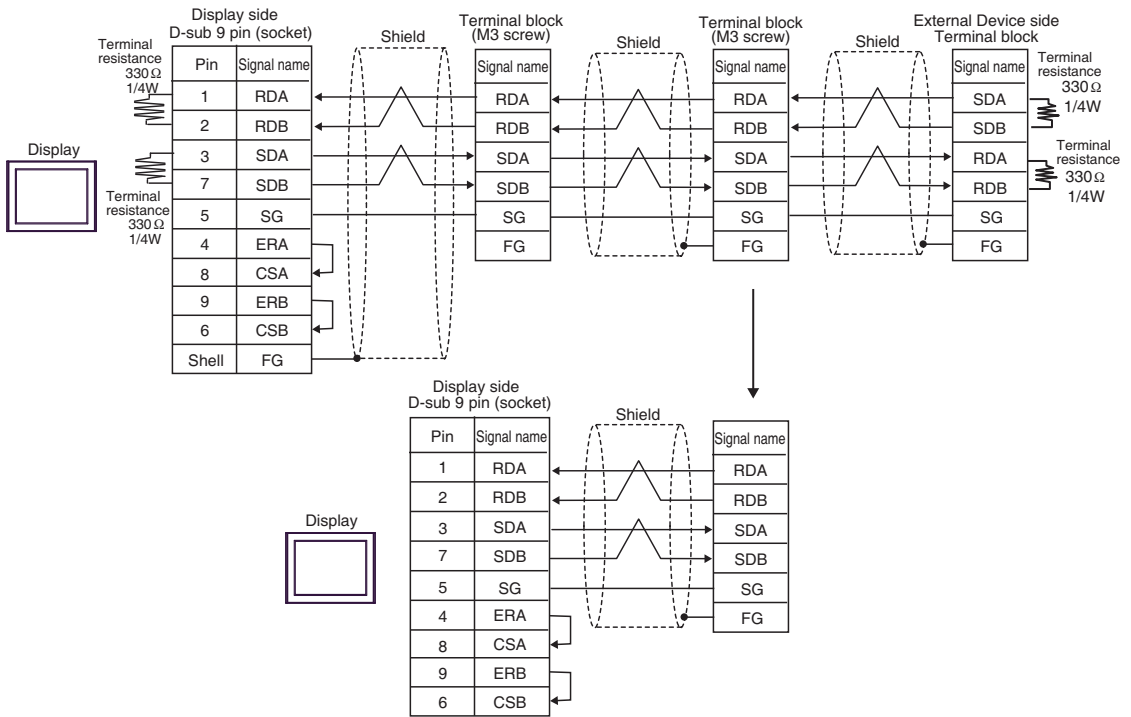 Display side
D-sub 9 pin (socket)
Terminal block
(M3 screw)
Terminal block
(M3 screw)
External Device side
Terminal block
Shield
Shield
Shield
Terminal
resistance
330Ω
1/4W
Terminal
resistance
330Ω
1/4W
Display
Pin Signal name
1 RDA
2 RDB
3 SDA
7 SDB
5 SG
4 ERA
8 CSA
9 ERB
6 CSB
Shell FG
Signal name
RDA
RDB
SDA
SDB
SG
FG
Signal name
RDA
RDB
SDA
SDB
SG
FG
Signal name
SDA
SDB
RDA
RDB
SG
FG
Terminal
resistance
330Ω
1/4W
Terminal
resistance
330Ω
1/4W
Display side
D-sub 9 pin (socket)
Shield
Display
Pin Signal name
1 RDA
2 RDB
3 SDA
7 SDB
5 SG
4 ERA
8 CSA
9 ERB
6 CSB
Signal name
RDA
RDB
SDA
SDB
SG
FG